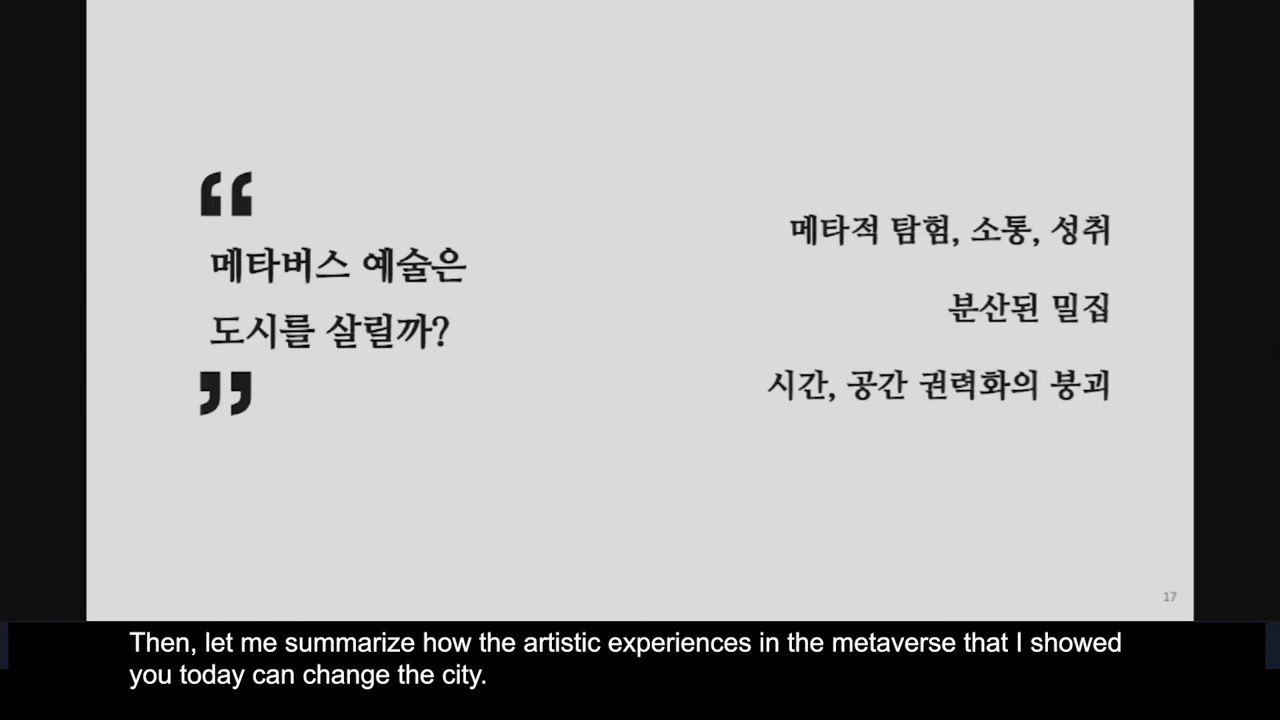 “
메타버스 예술은
도시를 살릴까?
”
메타적 탐험, 소통, 성취
분산된 밀집
시간, 공간 권력화의 붕괴
17
Then, let me summarize how the artistic experiences in the metaverse that I showed
you today can change the city.